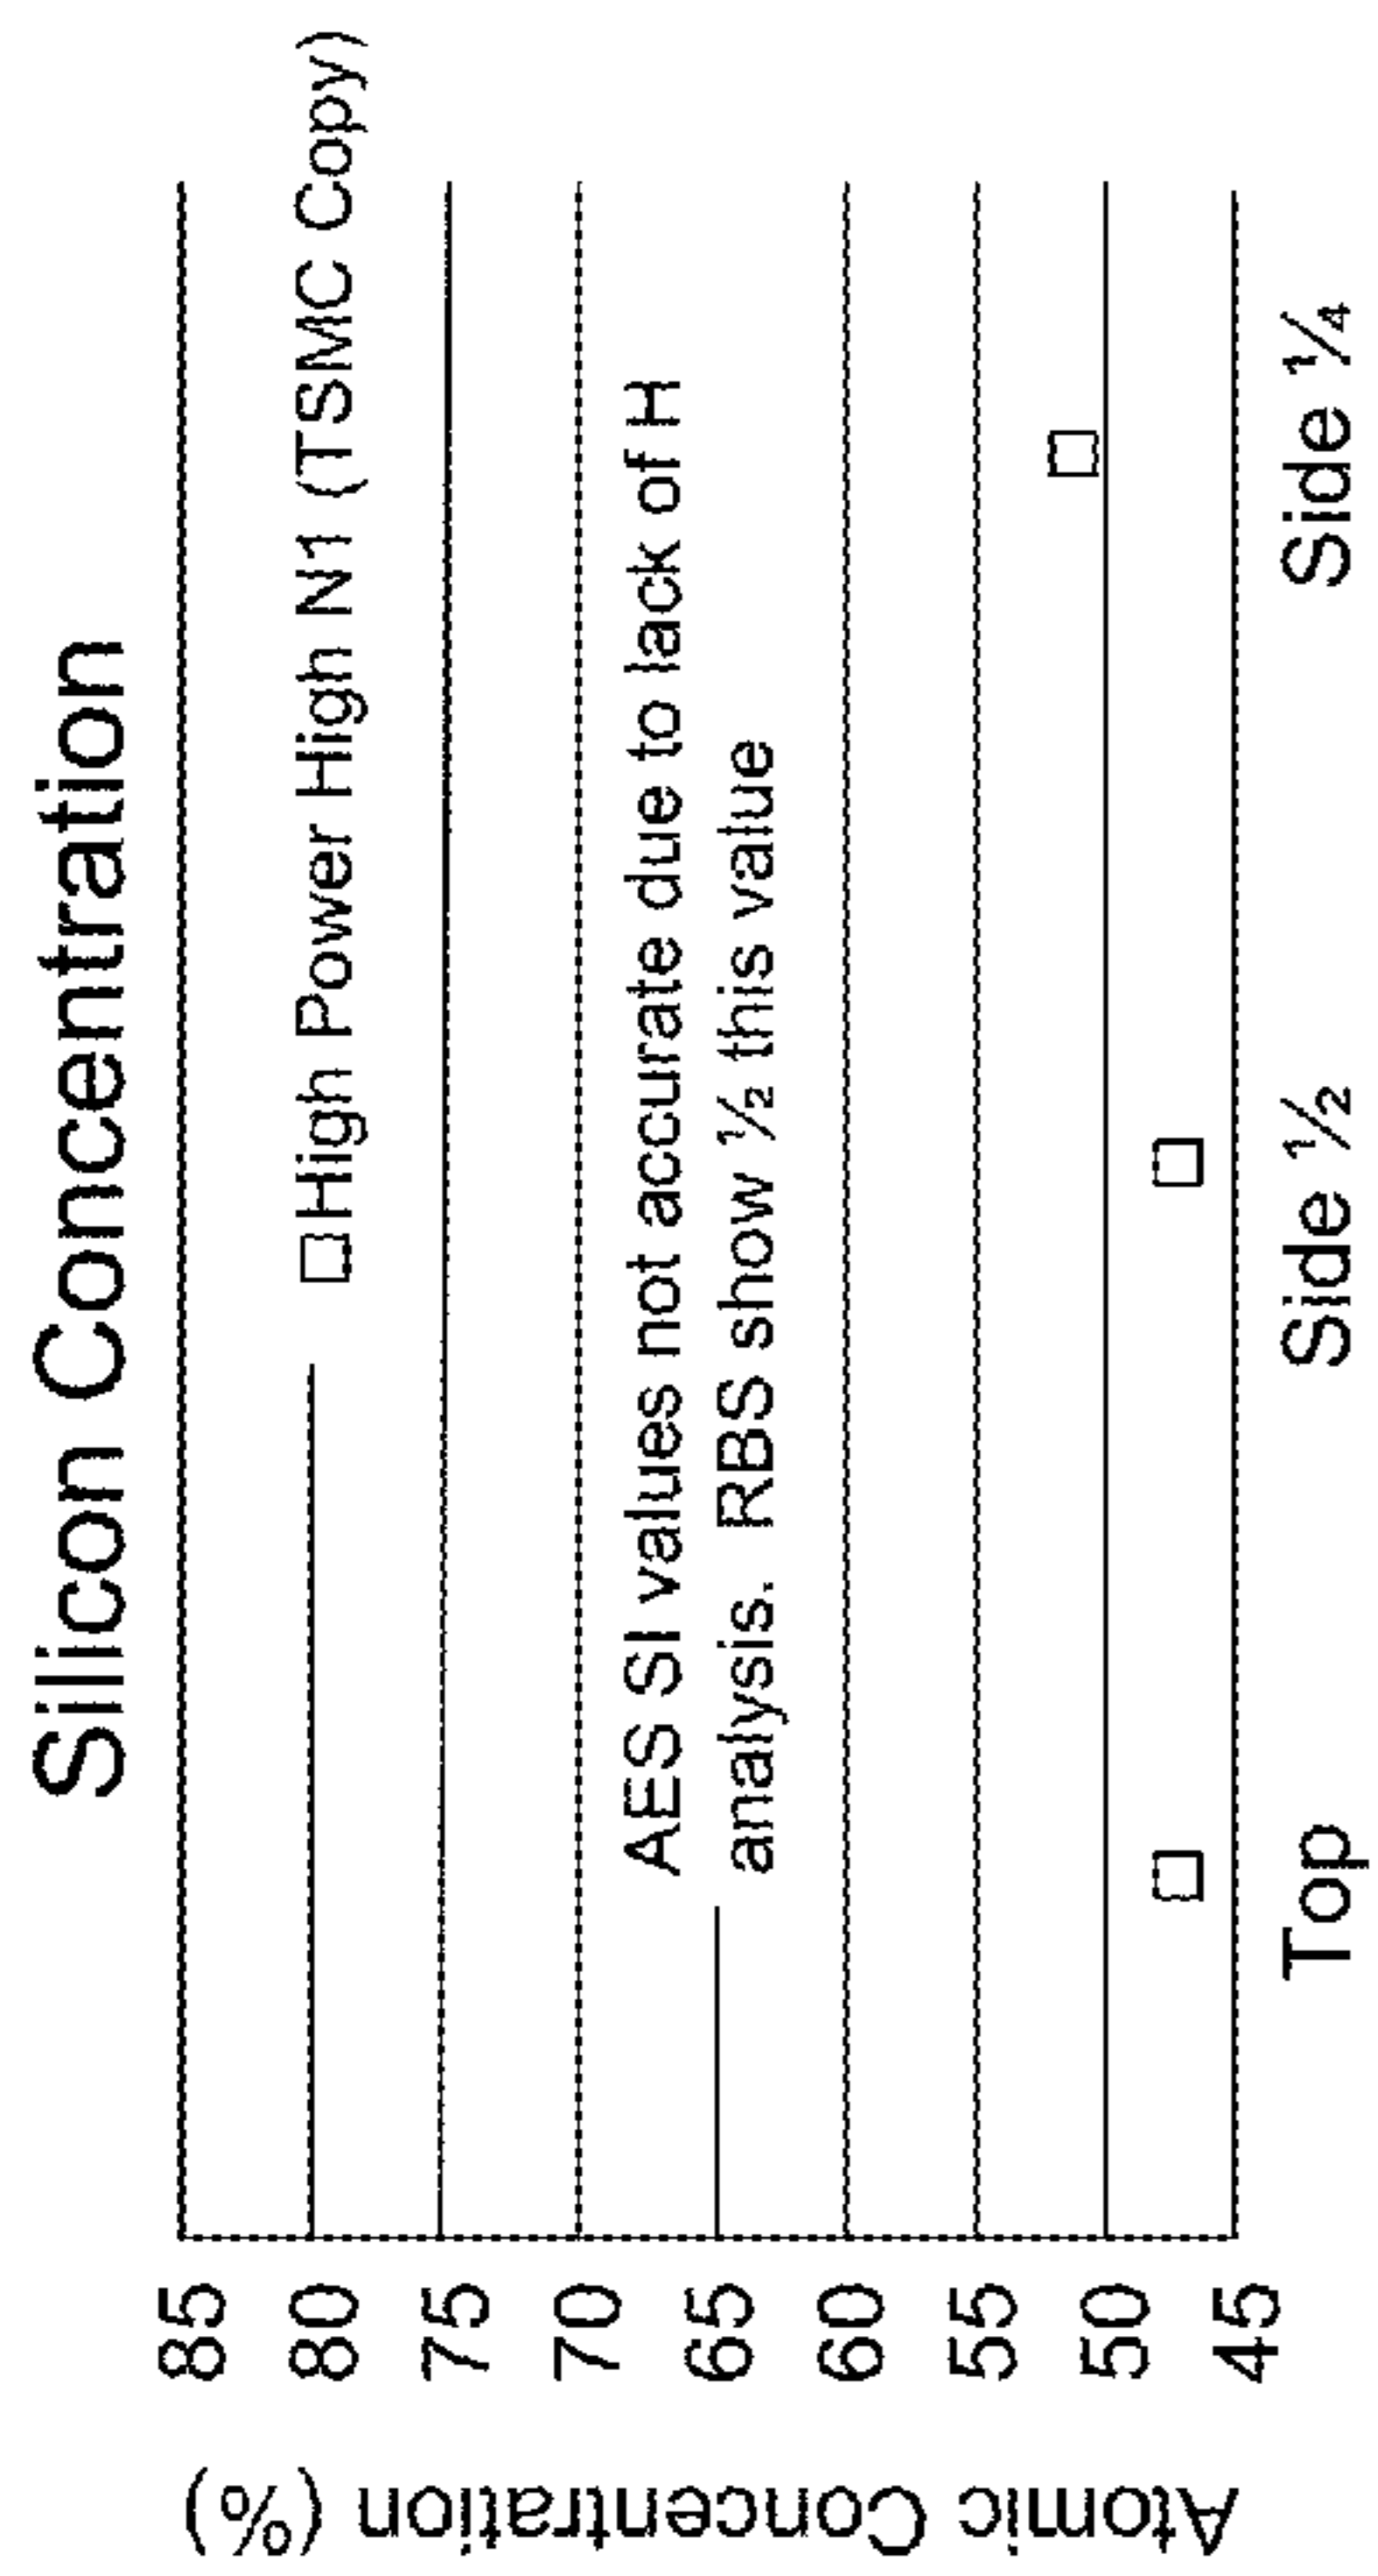 Silicon Concentration
85
80
75
70
65
60
55
50
45
Atomic Concentration (%)
High Power High N1 (TSMC Copy)
AES SI values not accurate due to lack of H
analysis. RBS show ½ this value
Top
Side ½
Side ¼